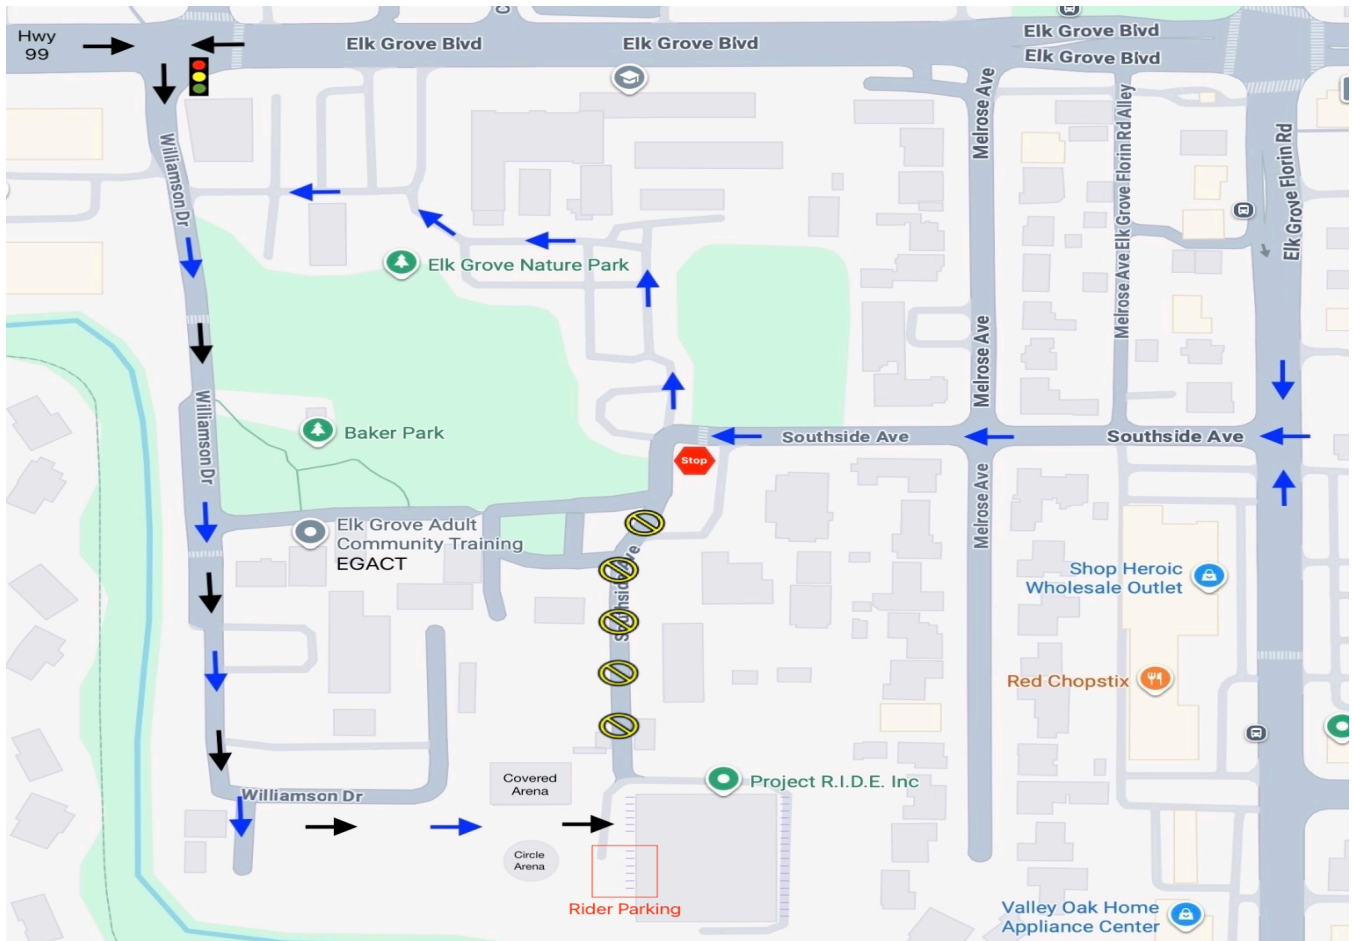 Hwy
99
Elk Grove Blvd
Elk Grove Blvd
Elk Grove Blvd
Elk Grove Blvd
Williamson Dr
Melrose Ave
Melrose Ave Elk Grove Florin Rd Alley
Elk Grove Florin Rd
Elk Grove Nature Park
Melrose Ave
Williamson Dr
Baker Park
Southside Ave
Southside Ave
Stop
Melrose Ave
Elk Grove Adult
Community Training
EGACT
Southside Ave
Shop Heroic
Wholesale Outlet
Red Chopstix
Covered
Arena
Project R.I.D.E. Inc
Williamson Dr
Circle
Arena
Rider Parking
Valley Oak Home
Appliance Center